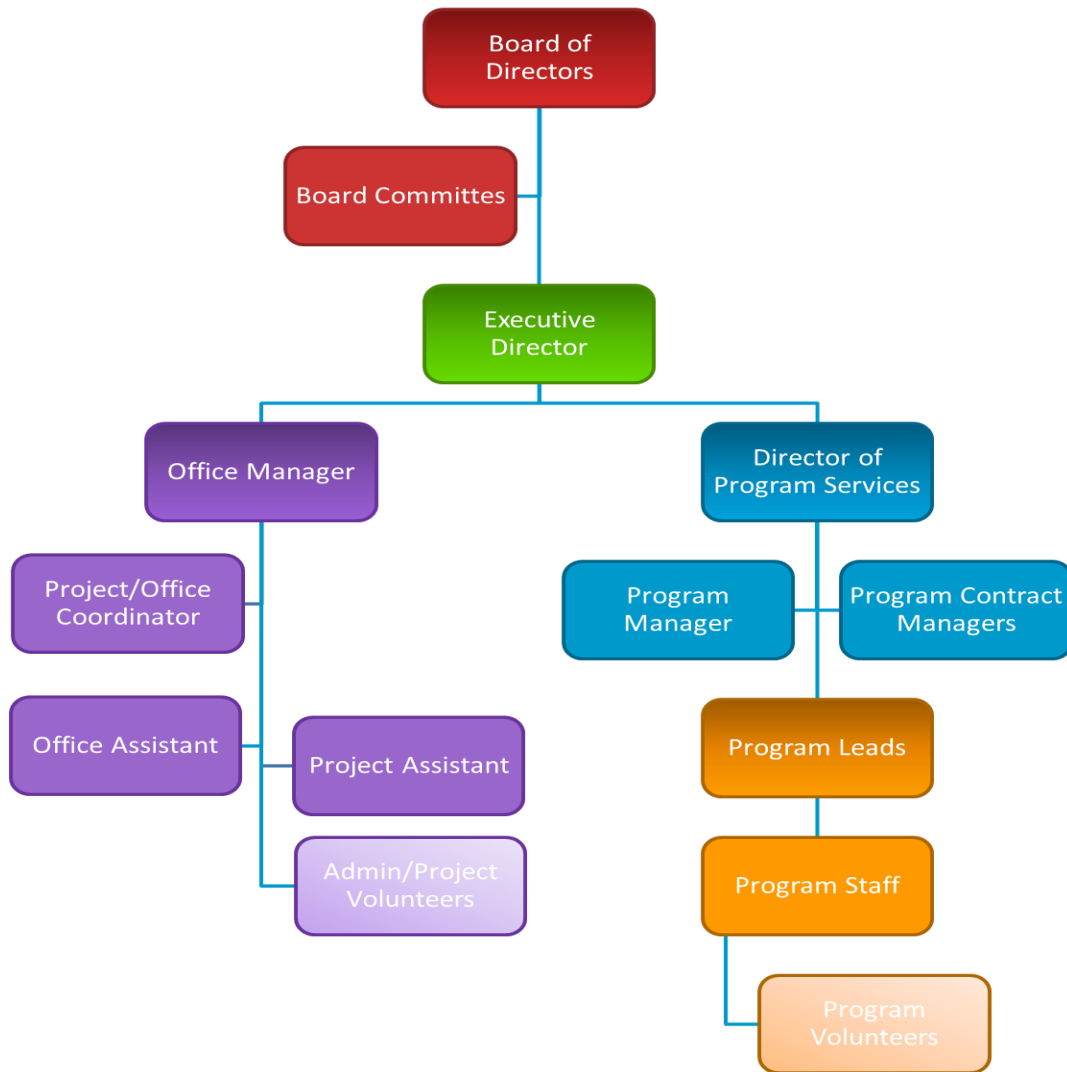 Board of
Directors
Board Committes
Executive
Director
Office Manager
Director of
Program Services
Project/Office
Coordinator
Program
Manager
Program Contract
Managers
Office Assistant
Project Assistant
Program Leads
Admin/Project
Volunteers
Program Staff
Program
Volunteers